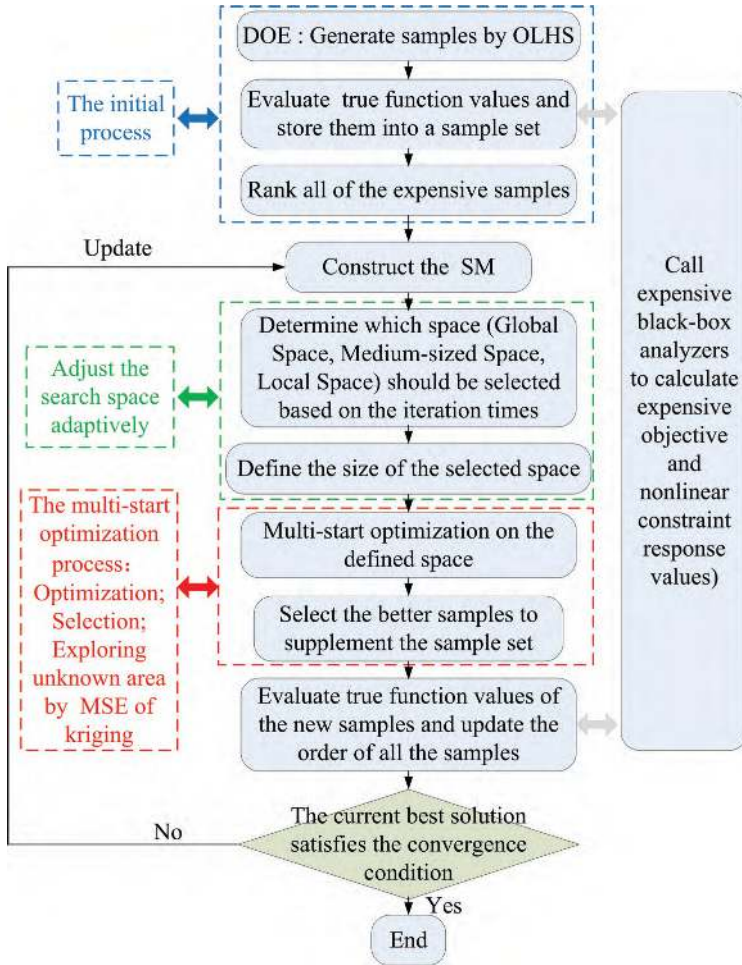 DOE : Generate samples by OLHS
The initial
process
Evaluate true function values and
store them into a sample set
Rank all of the expensive samples
Update
Construct the SM
Call
expensive
black-box
analyzers
to calculate
expensive
objective
and
nonlinear
constraint
response
values)
Adjust the
search space
adaptively
Determine which space (Global
Space, Medium-sized Space,
Local Space) should be selected
based on the iteration times
Define the size of the selected space
The multi-start
optimization
process：
Optimization;
Selection;
Exploring
unknown area
by MSE of
kriging
Multi-start optimization on the
defined space
Select the better samples to
supplement the sample set
Evaluate true function values of
the new samples and update the
order of all the samples
No
The current best solution
satisfies the convergence
condition
Yes
End